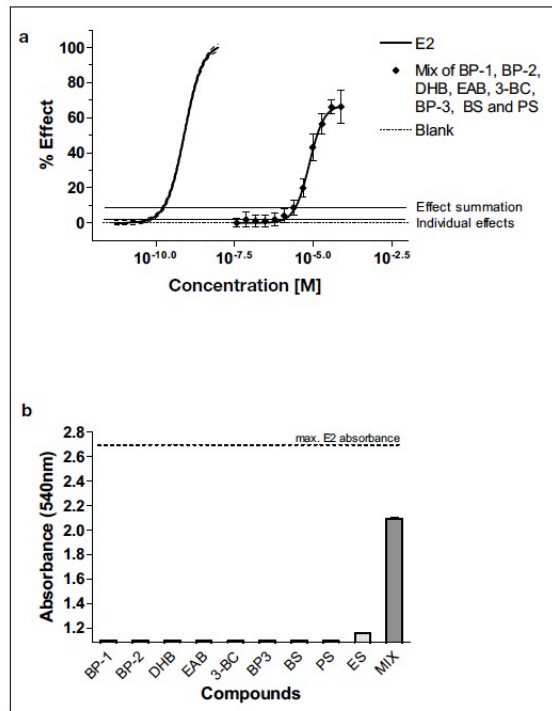 a
100
80
60
40
20
0
% Effect
10-10.0 10-7.5 10-5.0 10-2.5
Concentration [M]
E2
Mix of BP-1, BP-2,
DHB, EAB, 3-BC,
BP-3, BS and PS
Blank
Effect summation
Individual effects
b
2.8
2.6
2.4
2.2
2.0
1.8
1.6
1.4
1.2
Absorbance (540nm)
max. E2 absorbance
BP-1 BP-2 DHB EAB 3-BC BP3 BS PS ES MIX
Compounds